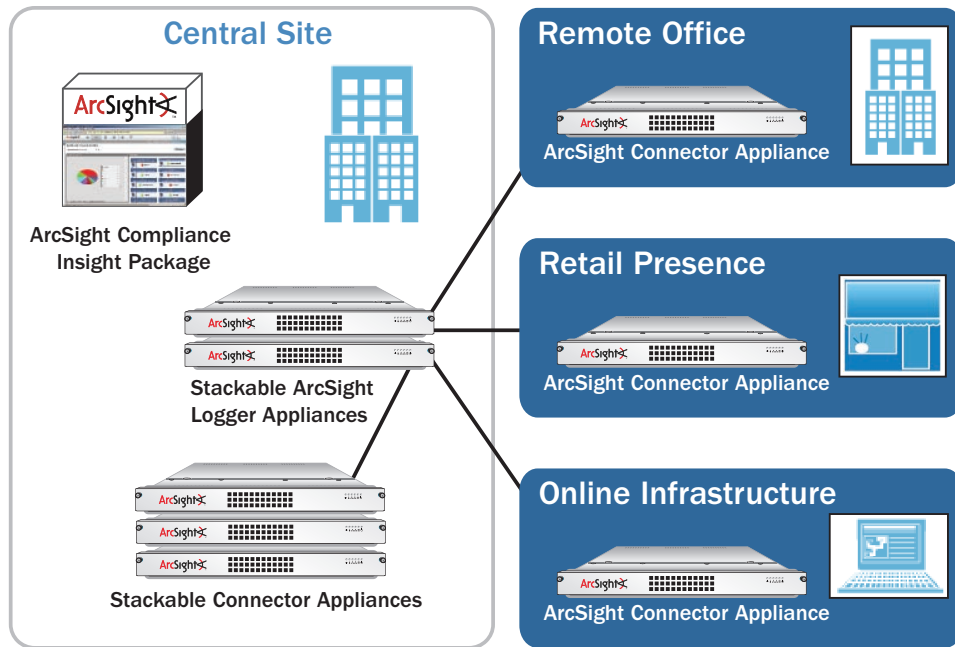 Central Site
ArcSight
ArcSight Compliance
Insight Package
ArcSight
ArcSight
Stackable ArcSight
Logger Appliances
ArcSight
ArcSight
ArcSight
Stackable Connector Appliances
Remote Office
ArcSight
ArcSight Connector Appliance
Retail Presence
ArcSight
ArcSight Connector Appliance
Online Infrastructure
ArcSight
ArcSight Connector Appliance